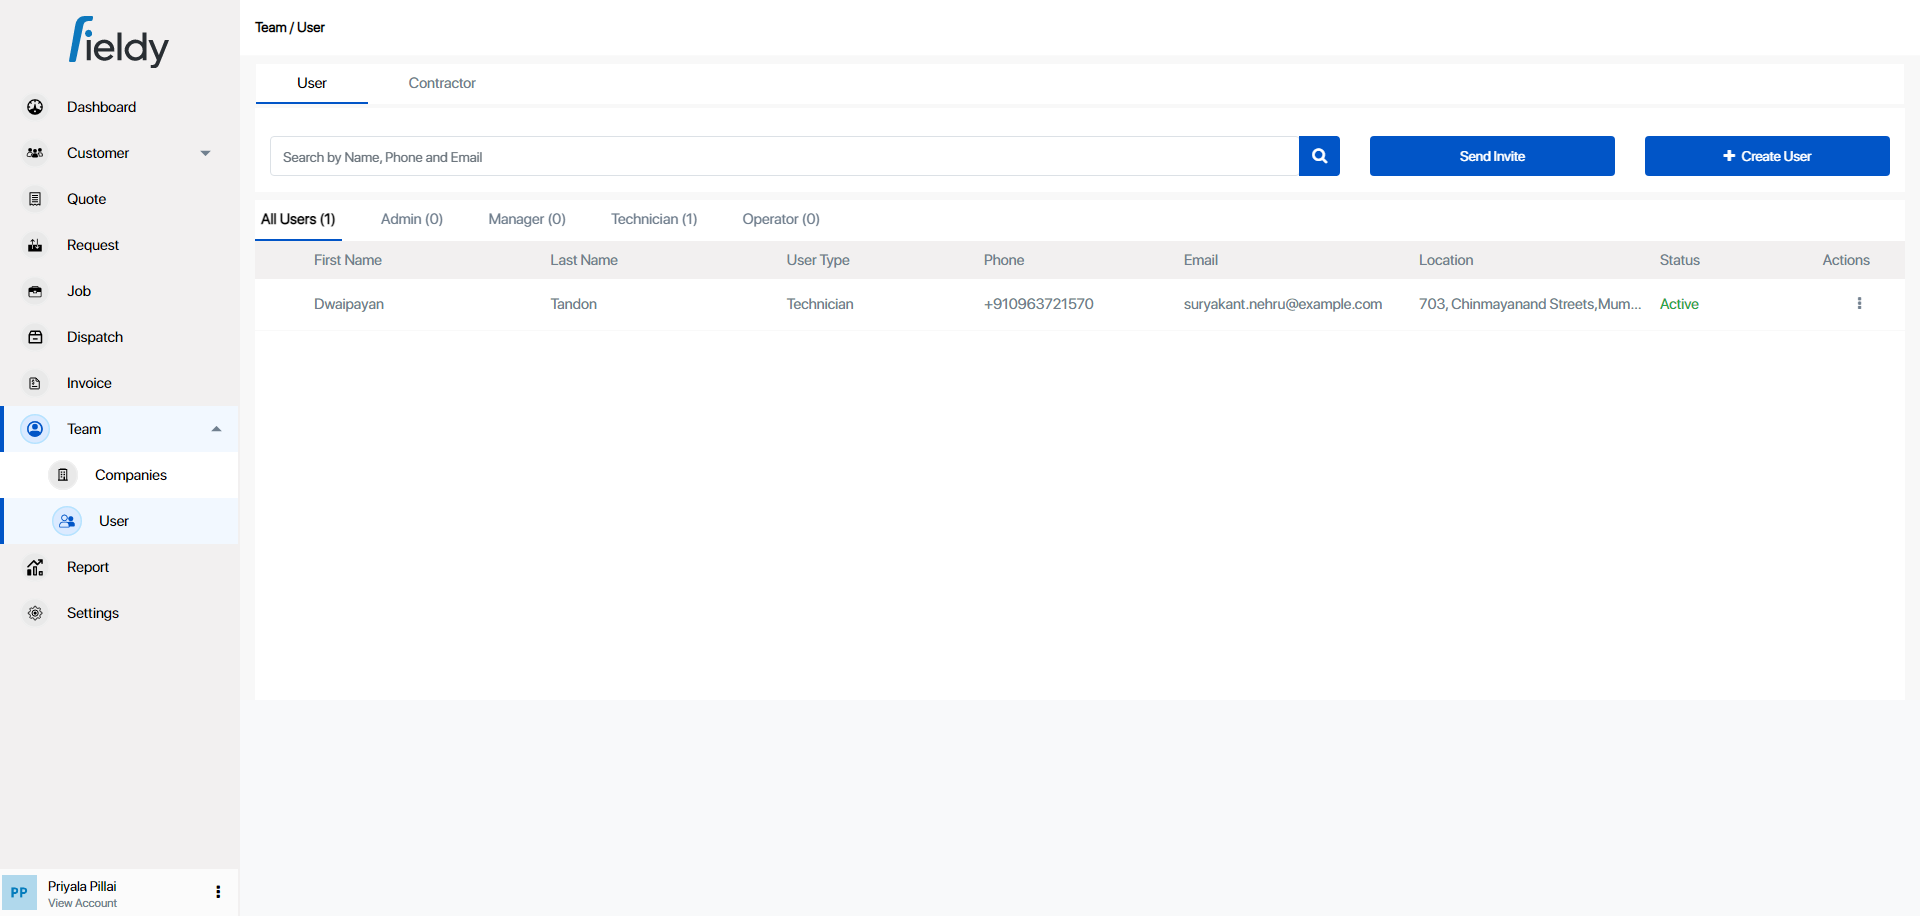 fieldy
Dashboard
Customer
Quote
Request
Job
Dispatch
Invoice
Team
Companies
User
Report
Settings
PP
Priyala Pillai
View Account
Team / User
User Contractor
Search by Name, Phone and Email
Send Invite
Create User
All Users (1) Admin (0) Manager (0) Technician (1) Operator (0)
First Name Last Name User Type Phone Email Location Status Actions
Dwaipayan Tandon Technician +910963721570 suryakant.nehru@example.com 703, Chinmayanand Streets,Mum... Active